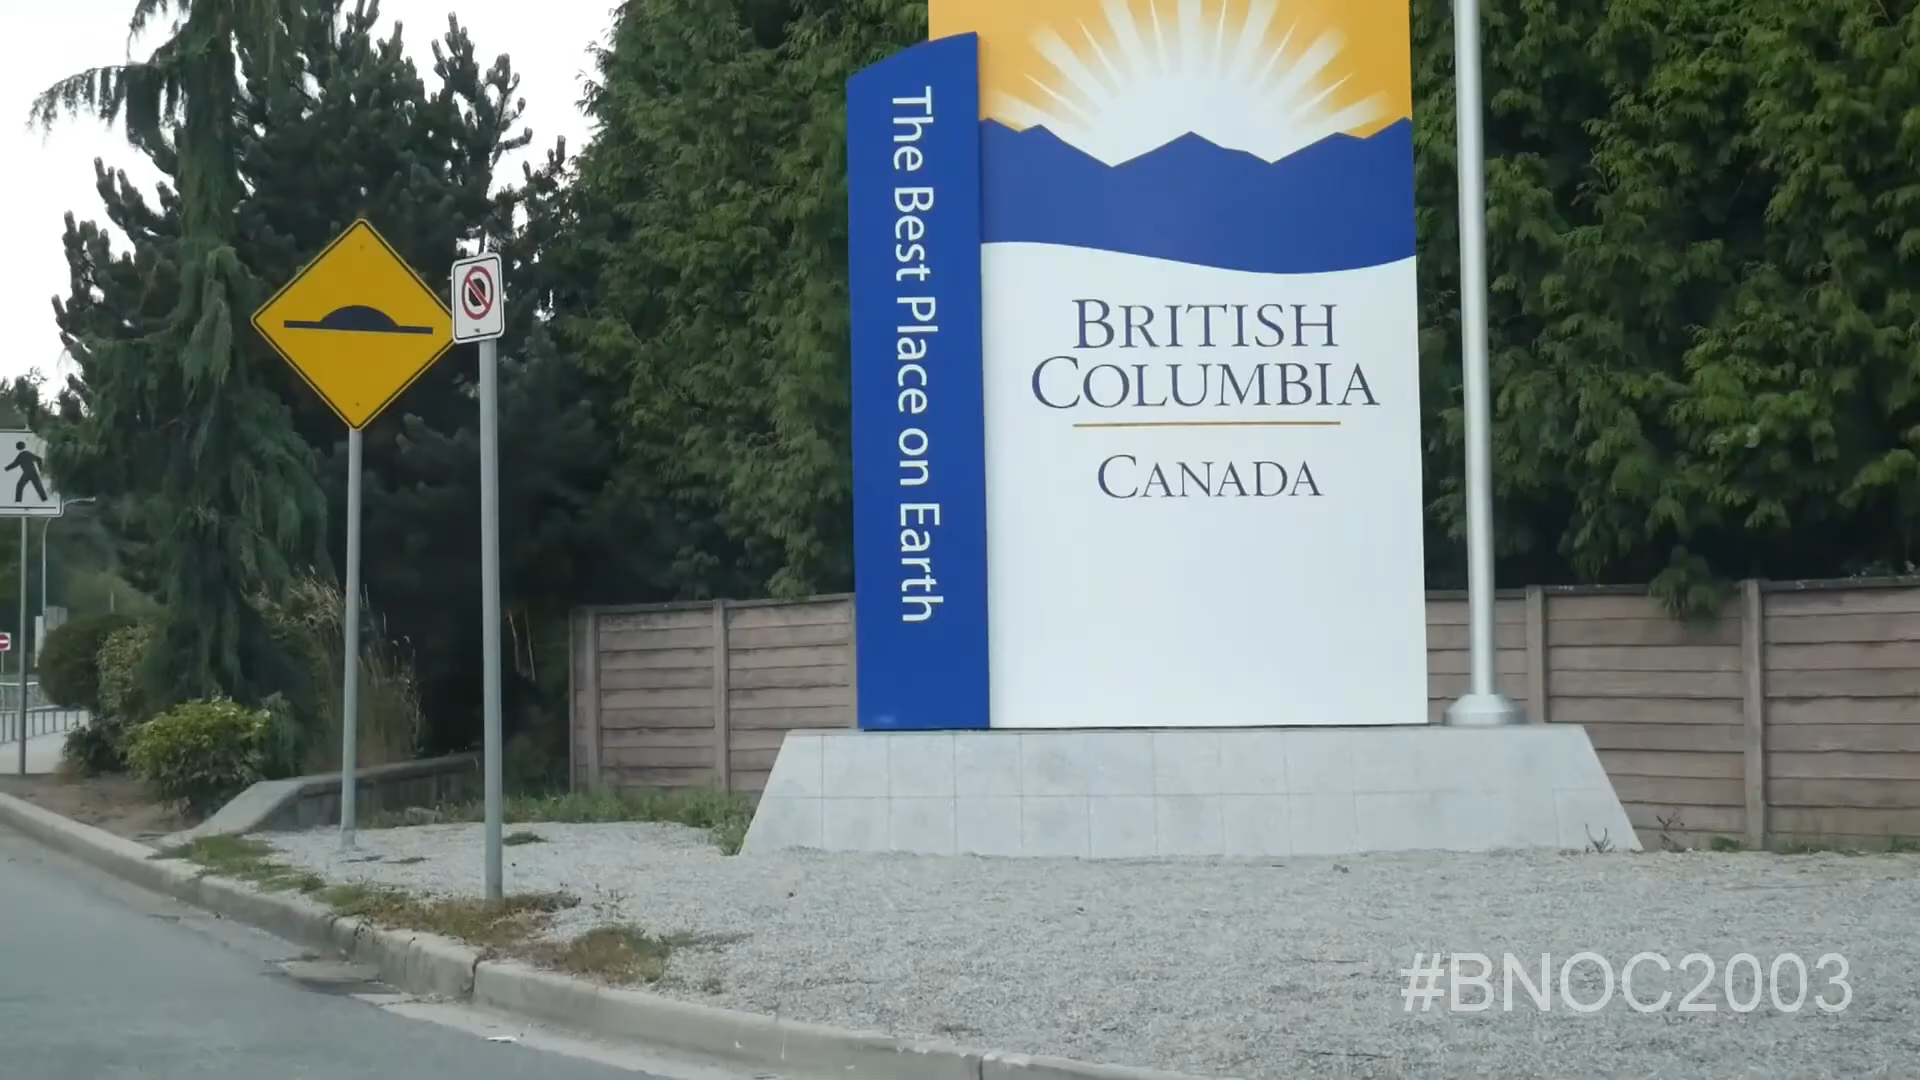 The Best Place on Earth
BRITISH
COLUMBIA
CANADA
#BNOC2003